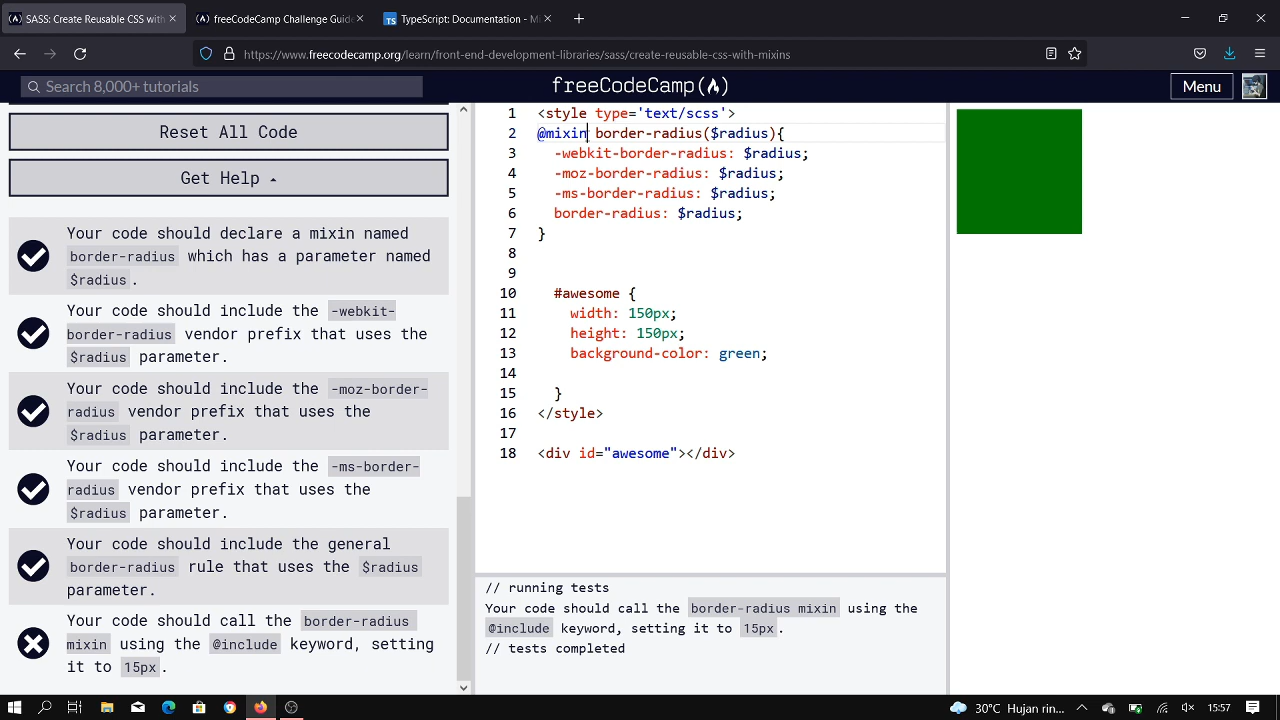 SASS: Create Reusable CSS with
freeCodeCamp Challenge Guide
TypeScript: Documentation - Mi
https://www.freecodecamp.org/learn/front-end-development-libraries/sass/create-reusable-css-with-mixins
Search 8,000+ tutorials
freeCodeCamp
Menu
Reset All Code
Get Help
Your code should declare a mixin named
border-radius which has a parameter named
$radius .
Your code should include the -webkit-
border-radius vendor prefix that uses the
$radius parameter.
Your code should include the -moz-border-
radius vendor prefix that uses the
$radius parameter.
Your code should include the -ms-border-
radius vendor prefix that uses the
$radius parameter.
Your code should include the general
border-radius rule that uses the $radius
parameter.
Your code should call the border-radius
mixin using the @include keyword, setting
it to 15px .
1 <style type='text/scss'>
2 @mixin border-radius($radius){
3 -webkit-border-radius: $radius;
4 -moz-border-radius: $radius;
5 -ms-border-radius: $radius;
6 border-radius: $radius;
7 }
8
9
10 #awesome {
11 width: 150px;
12 height: 150px;
13 background-color: green;
14
15 }
16 </style>
17
18 <div id="awesome"></div>
// running tests
Your code should call the border-radius mixin using the
@include keyword, setting it to 15px .
// tests completed
30°C Hujan rin...
15:57